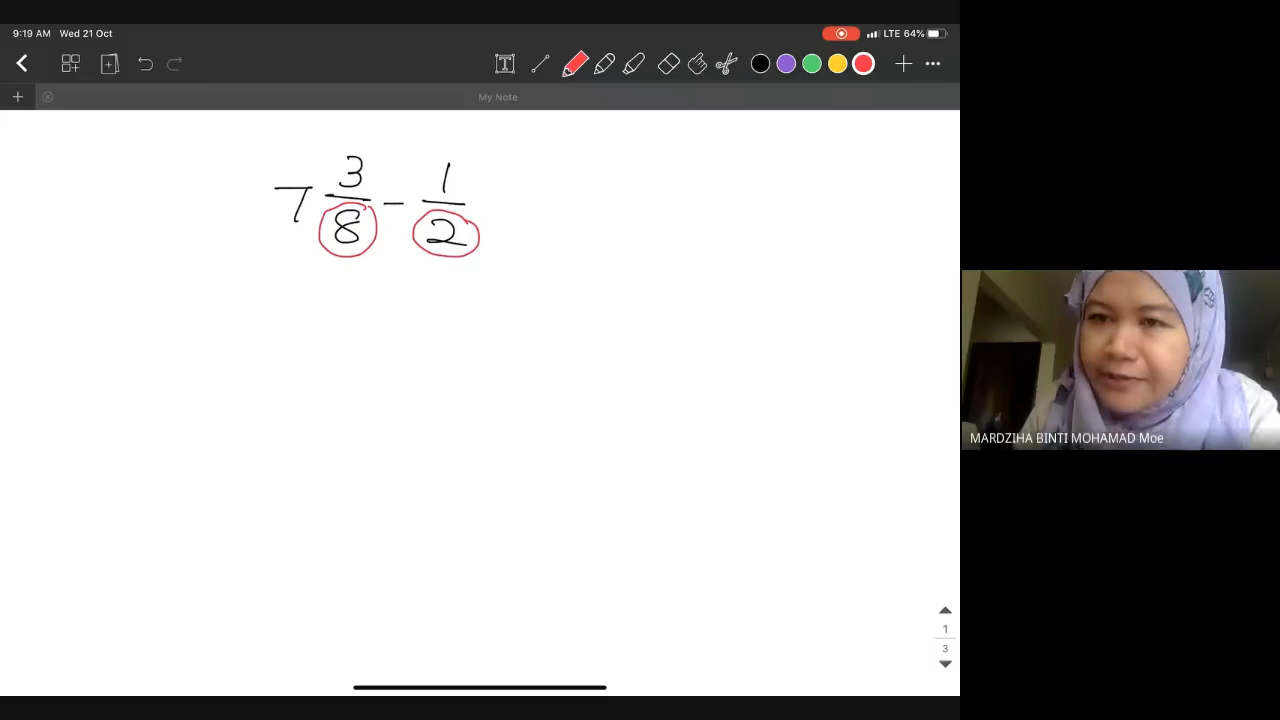 9:19 AM Wed 21 Oct
LTE 64%
T
My Note
7 3/8 - 1/2
MARDZIHA BINTI MOHAMAD Moe
1
3